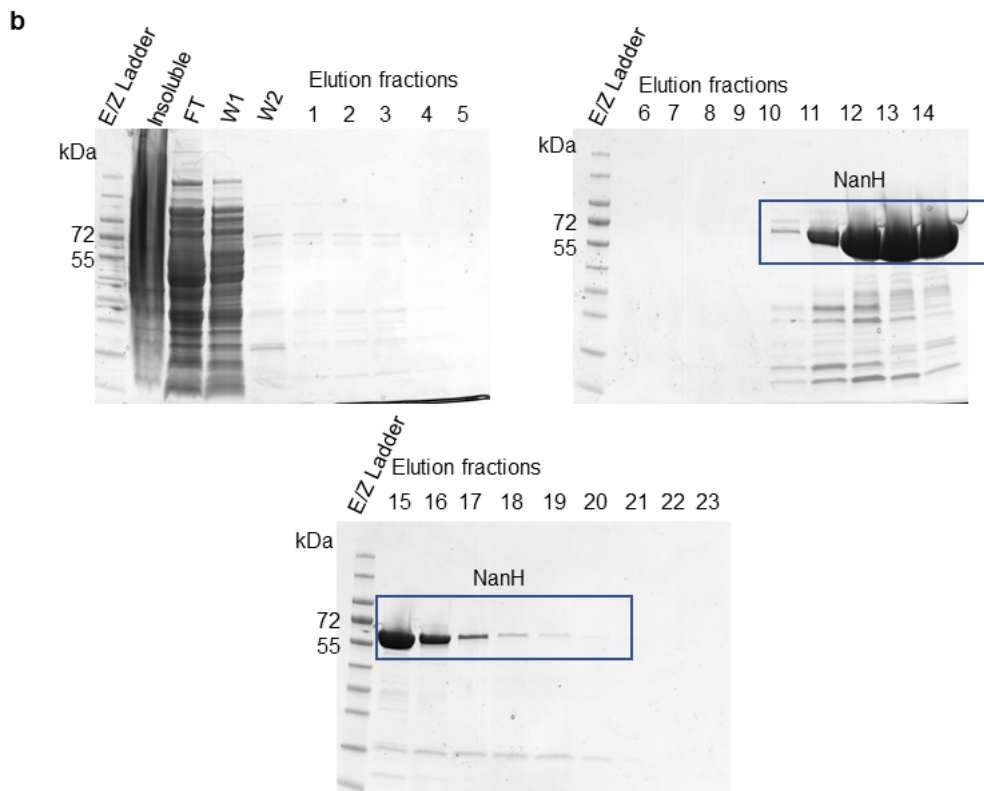 b
E/Z Ladder
Insoluble
FT
W1
W2
Elution fractions
1 2 3 4 5
kDa
72
55
E/Z Ladder
Elution fractions
6 7 8 9 10 11 12 13 14
NanH
kDa
72
55
E/Z Ladder
Elution fractions
15 16 17 18 19 20 21 22 23
kDa
NanH
72
55